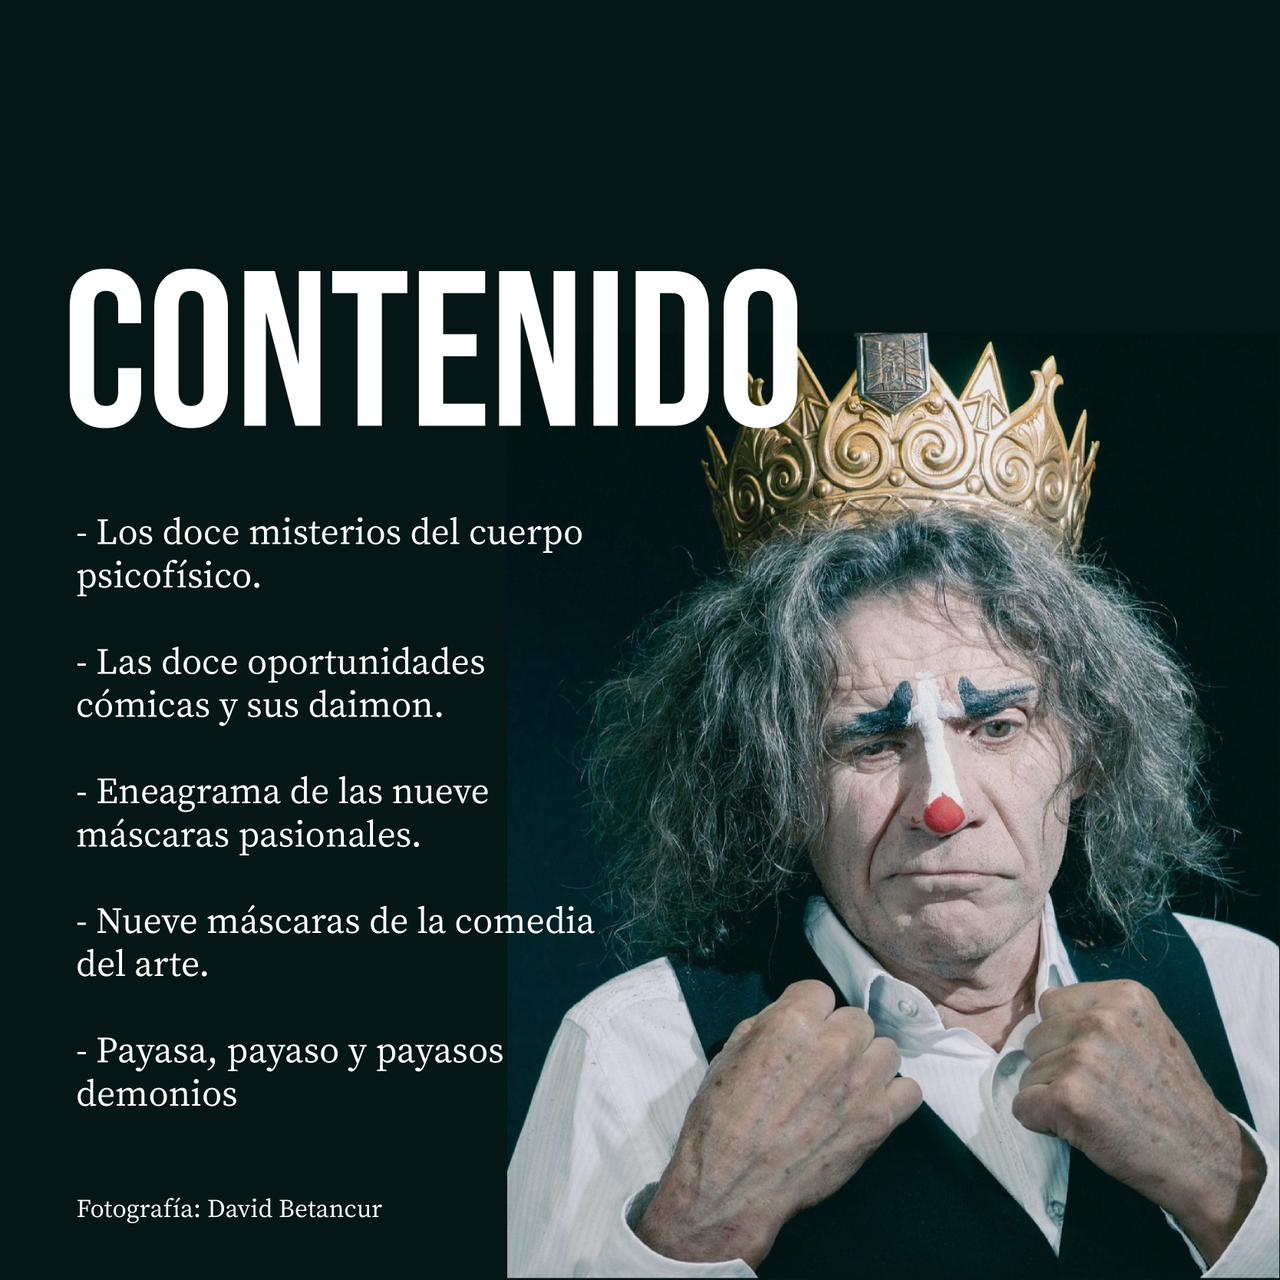 CONTENIDO
- Los doce misterios del cuerpo
psicofísico.
- Las doce oportunidades
cómicas y sus daimon.
- Eneagrama de las nueve
máscaras pasionales.
- Nueve máscaras de la comedia
del arte.
- Payasa, payaso y payasos
demonios
Fotografía: David Betancur